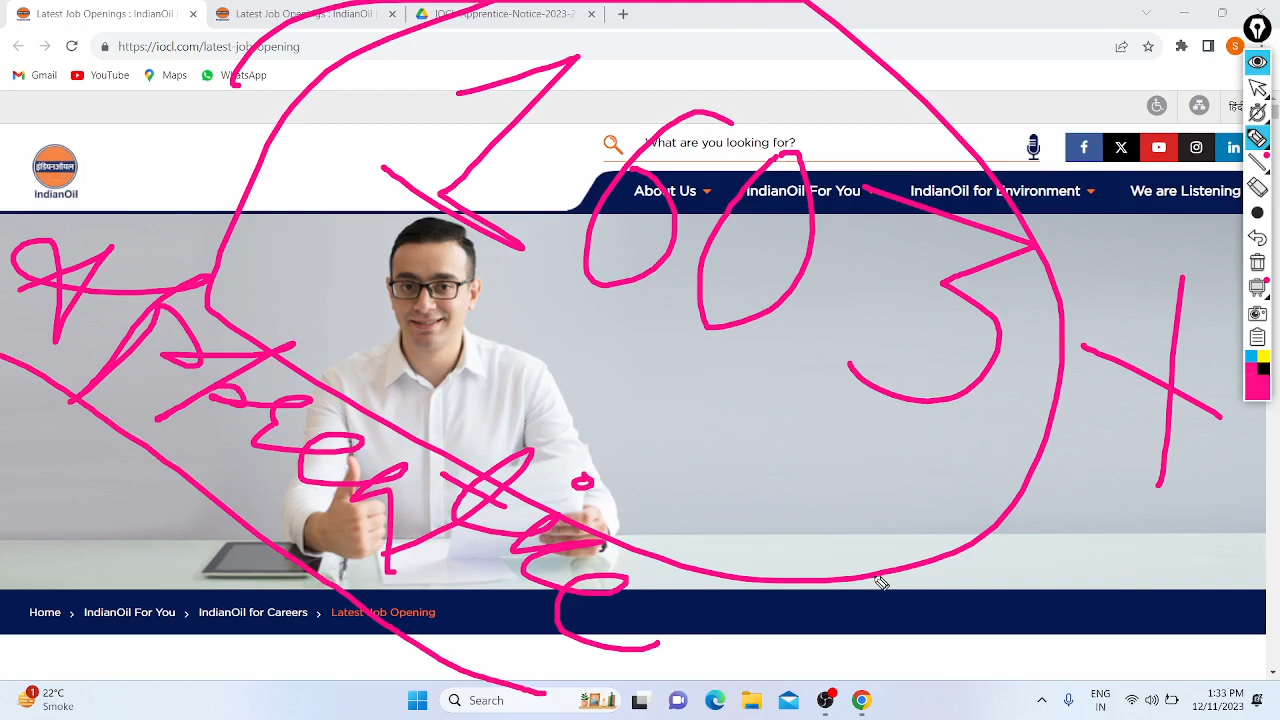 Latest Job Openings : IndianOil
Latest Job Openings : IndianOil
IOCL-Apprentice-Notice-2023-2
https://iocl.com/latest-job-opening
S
Gmail
YouTube
Maps
WhatsApp
What are you looking for?
इंडियनऑयल
IndianOil
About Us
IndianOil For You
IndianOil for Environment
We are Listening
1603
Home
IndianOil For You
IndianOil for Careers
Latest Job Opening
1
22°C
Smoke
Search
ENG
IN
1:33 PM
12/11/2023